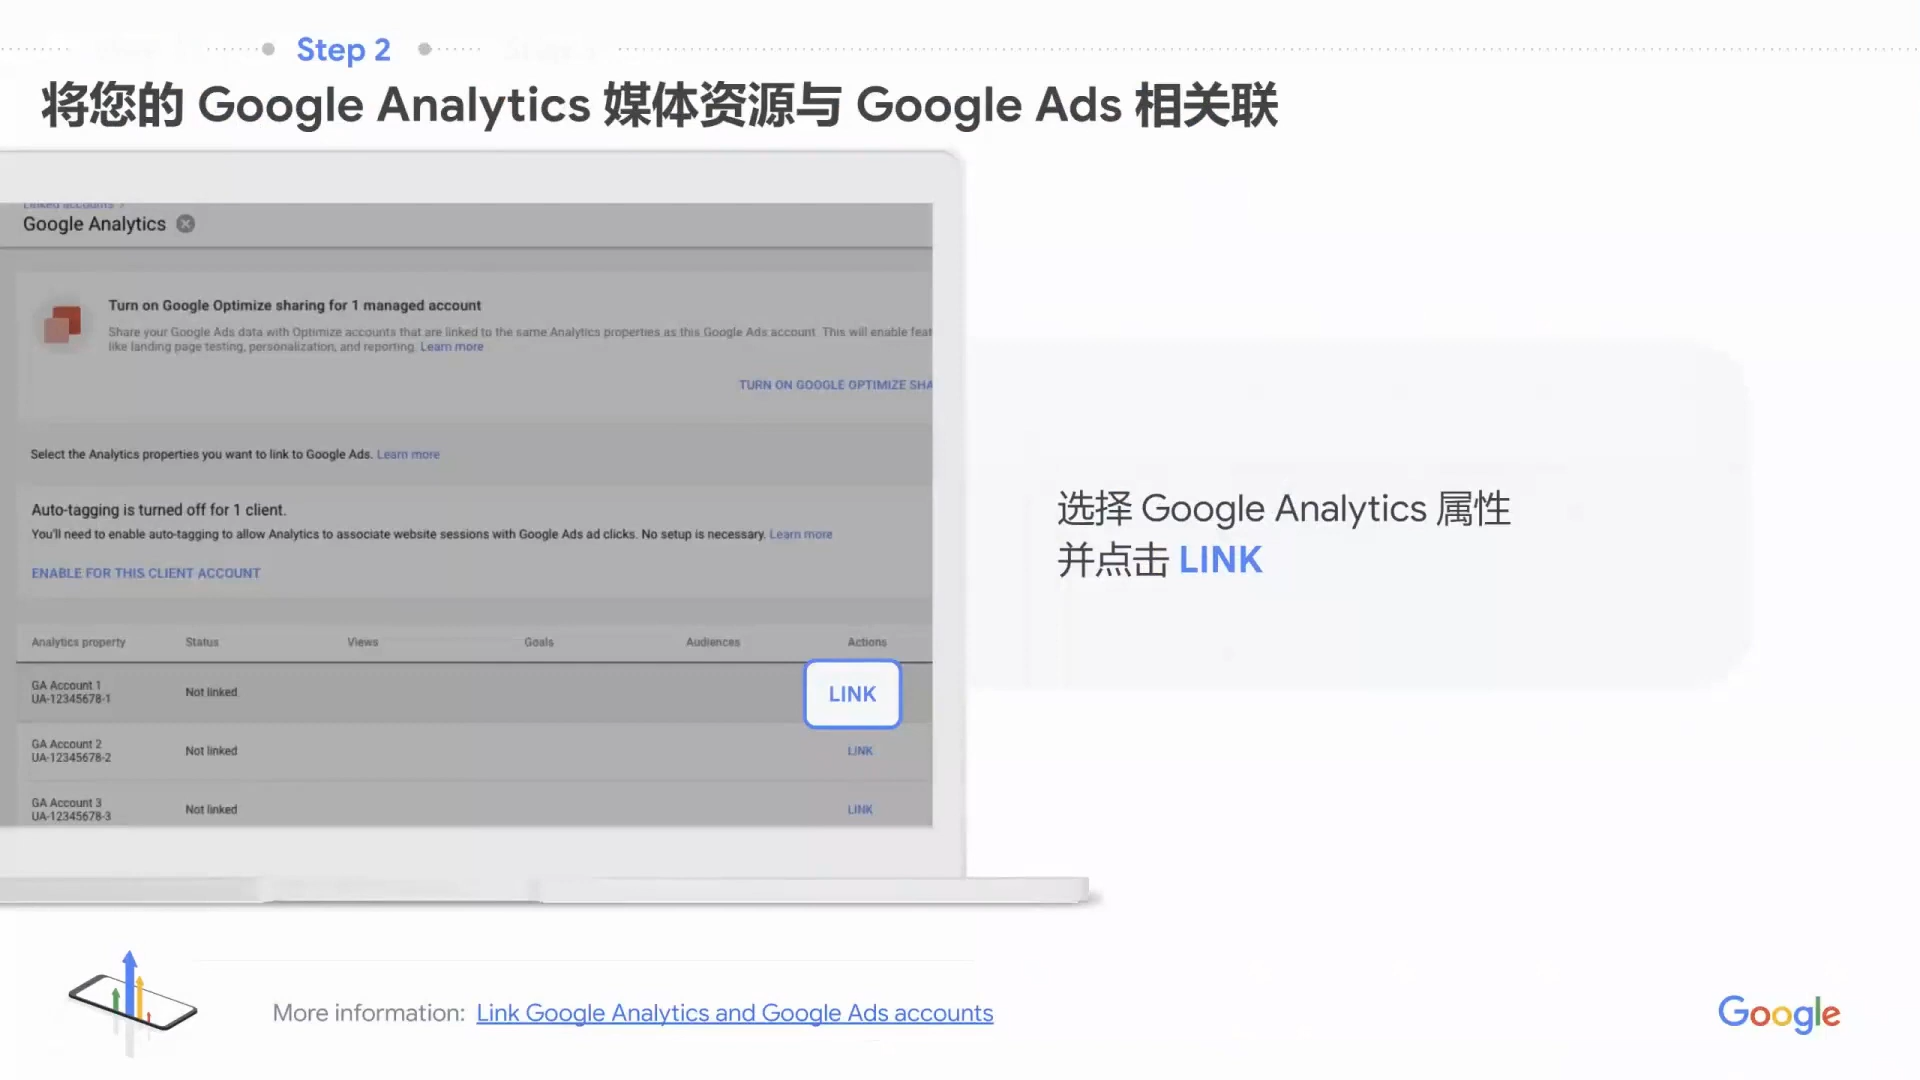 Step 2
将您的 Google Analytics 媒体资源与 Google Ads 相关联
Linked accounts
Google Analytics
Turn on Google Optimize sharing for 1 managed account
Share your Google Ads data with Optimize accounts that are linked to the same Analytics properties as this Google Ads account. This will enable feat
like landing page testing, personalization, and reporting. Learn more
TURN ON GOOGLE OPTIMIZE SHA
Select the Analytics properties you want to link to Google Ads. Learn more
Auto-tagging is turned off for 1 client.
You'll need to enable auto-tagging to allow Analytics to associate website sessions with Google Ads ad clicks. No setup is necessary. Learn more
ENABLE FOR THIS CLIENT ACCOUNT
Analytics property Status Views Goals Audiences Actions
GA Account 1
UA-12345678-1
Not linked
LINK
GA Account 2
UA-12345678-2
Not linked
LINK
GA Account 3
UA-12345678-3
Not linked
LINK
选择 Google Analytics 属性
并点击 LINK
More information: Link Google Analytics and Google Ads accounts
Google